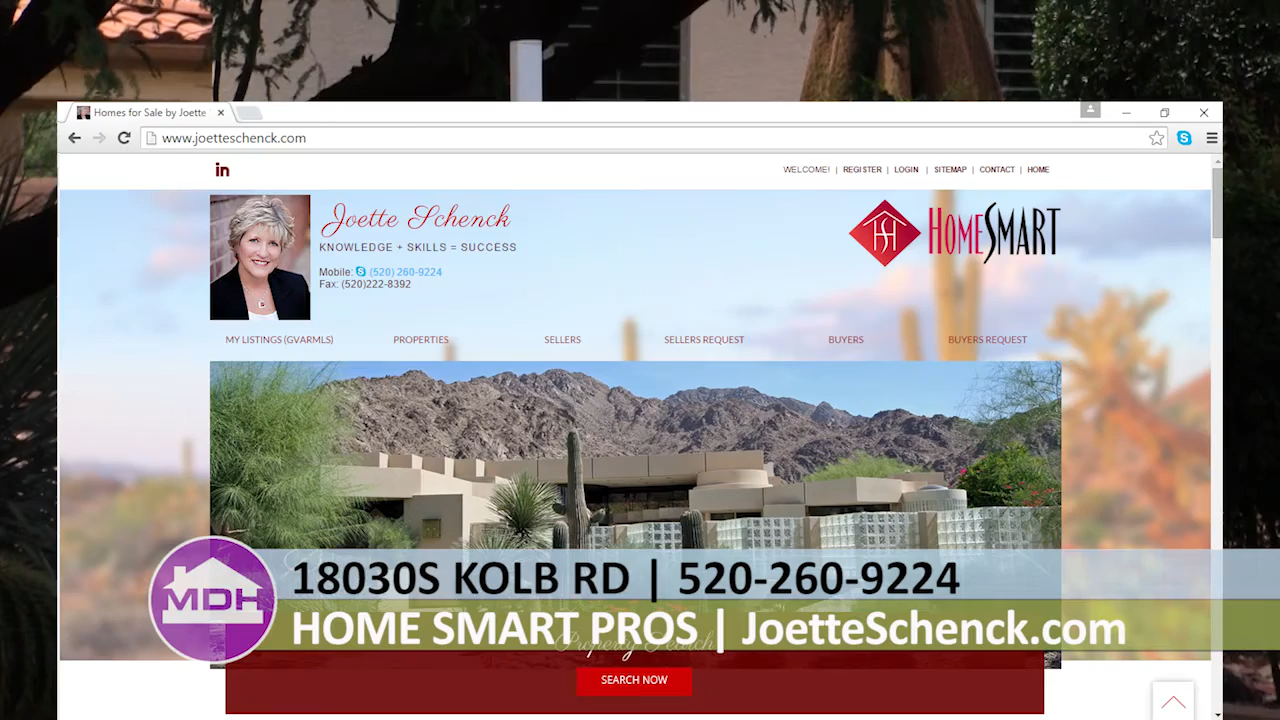 Homes for Sale by Joette
www.joetteschenck.com
WELCOME! | REGISTER | LOGIN | SITEMAP | CONTACT | HOME
Joette Schenck
HOMESMART
KNOWLEDGE + SKILLS = SUCCESS
Mobile: (520) 260-9224
Fax: (520)222-8392
MY LISTINGS (GVARMLS) PROPERTIES SELLERS SELLERS REQUEST BUYERS BUYERS REQUEST
18030S KOLB RD | 520-260-9224
MDH
HOME SMART PROS | JoetteSchenck.com
Property Search
SEARCH NOW